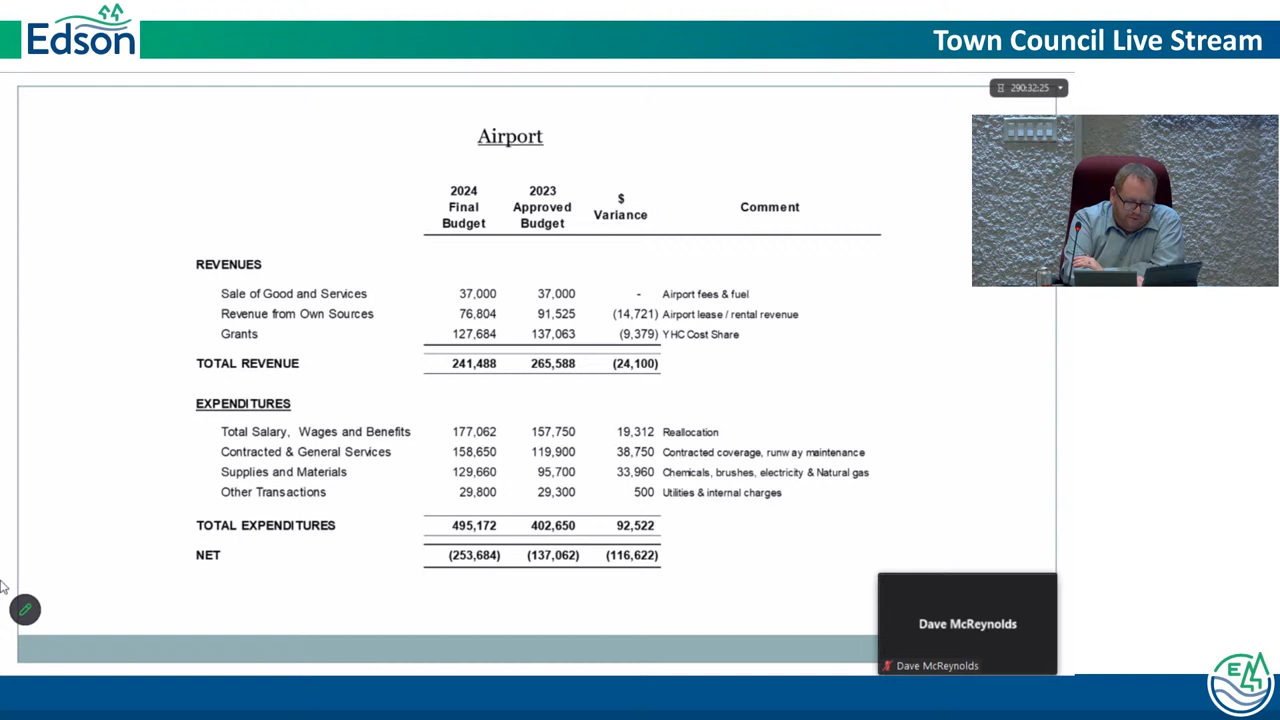 Edson
Town Council Live Stream
290:32:25
Airport
2024 Final Budget
2023 Approved Budget
$ Variance
Comment
REVENUES
Sale of Good and Services 37,000 37,000 - Airport fees & fuel
Revenue from Own Sources 76,804 91,525 (14,721) Airport lease / rental revenue
Grants 127,684 137,063 (9,379) YHC Cost Share
TOTAL REVENUE 241,488 265,588 (24,100)
EXPENDITURES
Total Salary, Wages and Benefits 177,062 157,750 19,312 Reallocation
Contracted & General Services 158,650 119,900 38,750 Contracted coverage, runway maintenance
Supplies and Materials 129,660 95,700 33,960 Chemicals, brushes, electricity & Natural gas
Other Transactions 29,800 29,300 500 Utilities & internal charges
TOTAL EXPENDITURES 495,172 402,650 92,522
NET (253,684) (137,062) (116,622)
Dave McReynolds
Dave McReynolds
E